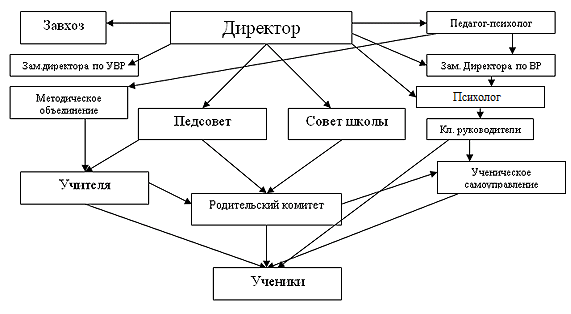 Завхоз
Директор
Педагог-психолог
Зам.директора по УВР
Зам. Директора по ВР
Методическое
объединение
Психолог
Педсовет
Совет школы
Кл. руководители
Учителя
Родительский комитет
Ученическое
самоуправление
Ученики